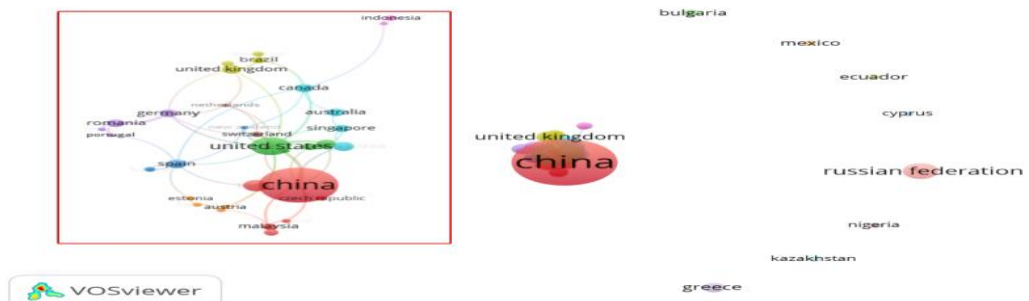 indonesia
brazil
united kingdom
canada
netherlands
germany
australia
romania
portugal
switzerland
singapore
united states
spain
china
estonia
czech republic
austria
malaysia
VOSviewer
united kingdom
china
bulgaria
mexico
ecuador
cyprus
russian federation
nigeria
kazakhstan
greece